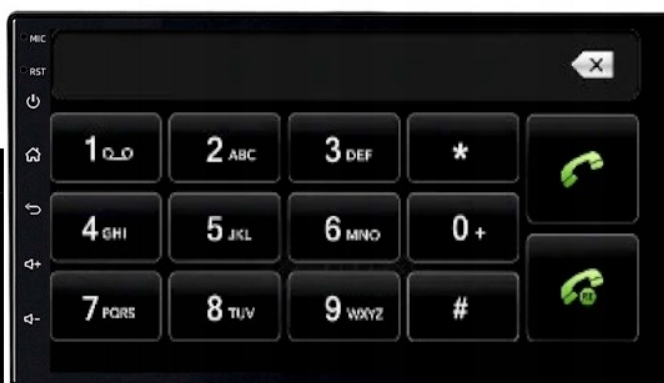 MIC
RST
1 2 ABC 3 DEF *
4 GHI 5 JKL 6 MNO 0 +
7 PQRS 8 TUV 9 WXYZ #
RE